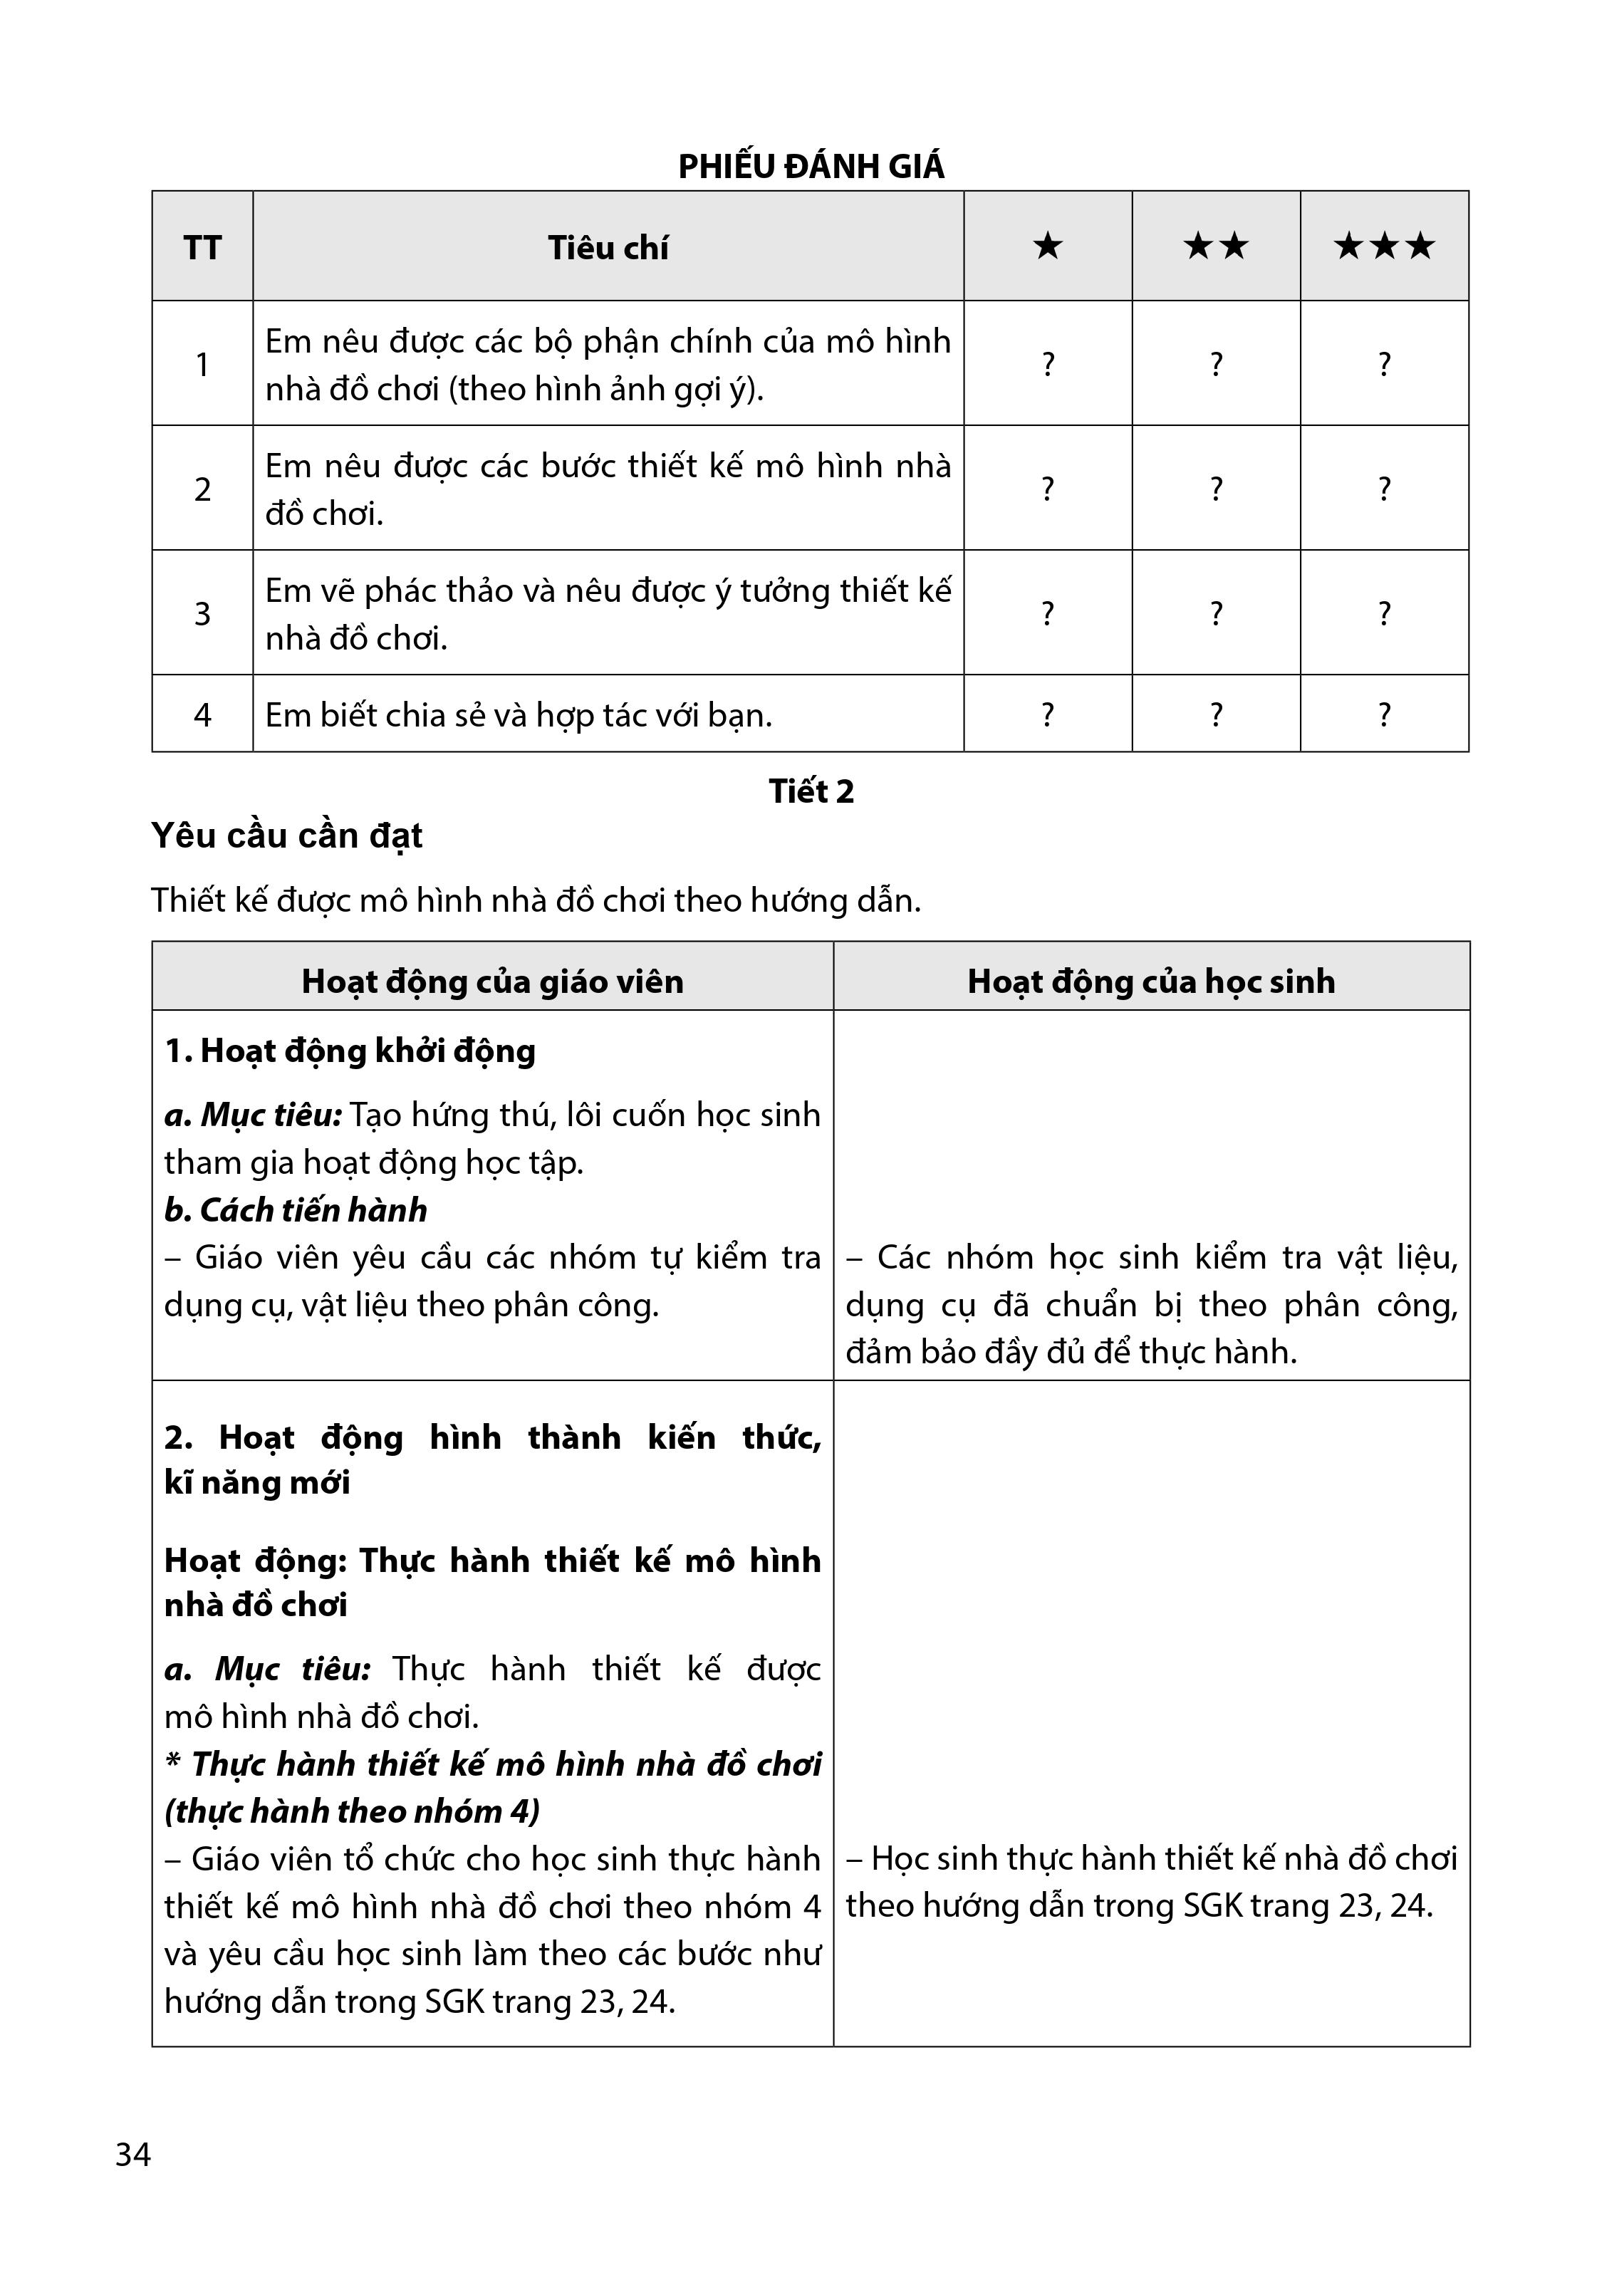 PHIẾU ĐÁNH GIÁ
TT Tiêu chí ★ ★★ ★★★
1 Em nêu được các bộ phận chính của mô hình
nhà đồ chơi (theo hình ảnh gợi ý). ? ? ?
2 Em nêu được các bước thiết kế mô hình nhà
đồ chơi. ? ? ?
3 Em vẽ phác thảo và nêu được ý tưởng thiết kế
nhà đồ chơi. ? ? ?
4 Em biết chia sẻ và hợp tác với bạn. ? ? ?
Tiết 2
Yêu cầu cần đạt
Thiết kế được mô hình nhà đồ chơi theo hướng dẫn.
Hoạt động của giáo viên Hoạt động của học sinh
1. Hoạt động khởi động
a. Mục tiêu: Tạo hứng thú, lôi cuốn học sinh
tham gia hoạt động học tập.
b. Cách tiến hành
– Giáo viên yêu cầu các nhóm tự kiểm tra
dụng cụ, vật liệu theo phân công.
– Các nhóm học sinh kiểm tra vật liệu,
dụng cụ đã chuẩn bị theo phân công,
đảm bảo đầy đủ để thực hành.
2. Hoạt động hình thành kiến thức,
kĩ năng mới
Hoạt động: Thực hành thiết kế mô hình
nhà đồ chơi
a. Mục tiêu: Thực hành thiết kế được
mô hình nhà đồ chơi.
* Thực hành thiết kế mô hình nhà đồ chơi
(thực hành theo nhóm 4)
– Giáo viên tổ chức cho học sinh thực hành
thiết kế mô hình nhà đồ chơi theo nhóm 4
và yêu cầu học sinh làm theo các bước như
hướng dẫn trong SGK trang 23, 24.
– Học sinh thực hành thiết kế nhà đồ chơi
theo hướng dẫn trong SGK trang 23, 24.
34